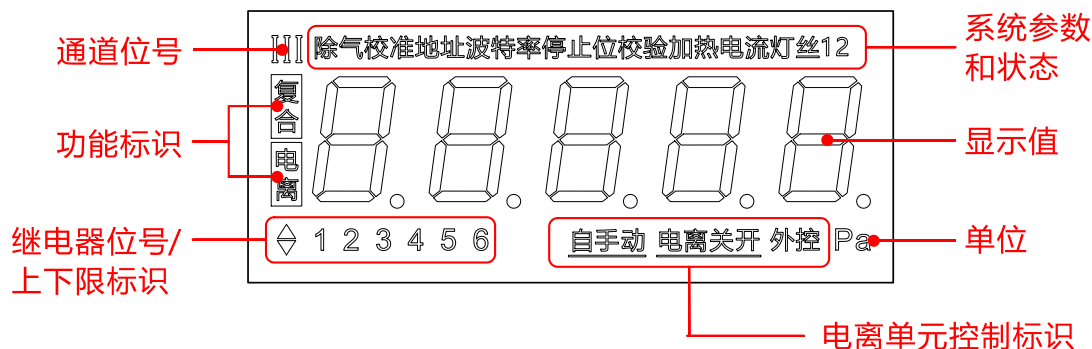 系统参数
和状态
通道位号
III 除气校准地址波特率停止位校验加热电流灯丝12
复合
功能标识
显示值
电离
继电器位号/
上下限标识
1 2 3 4 5 6
自手动 电离关开 外控 Pa
单位
电离单元控制标识